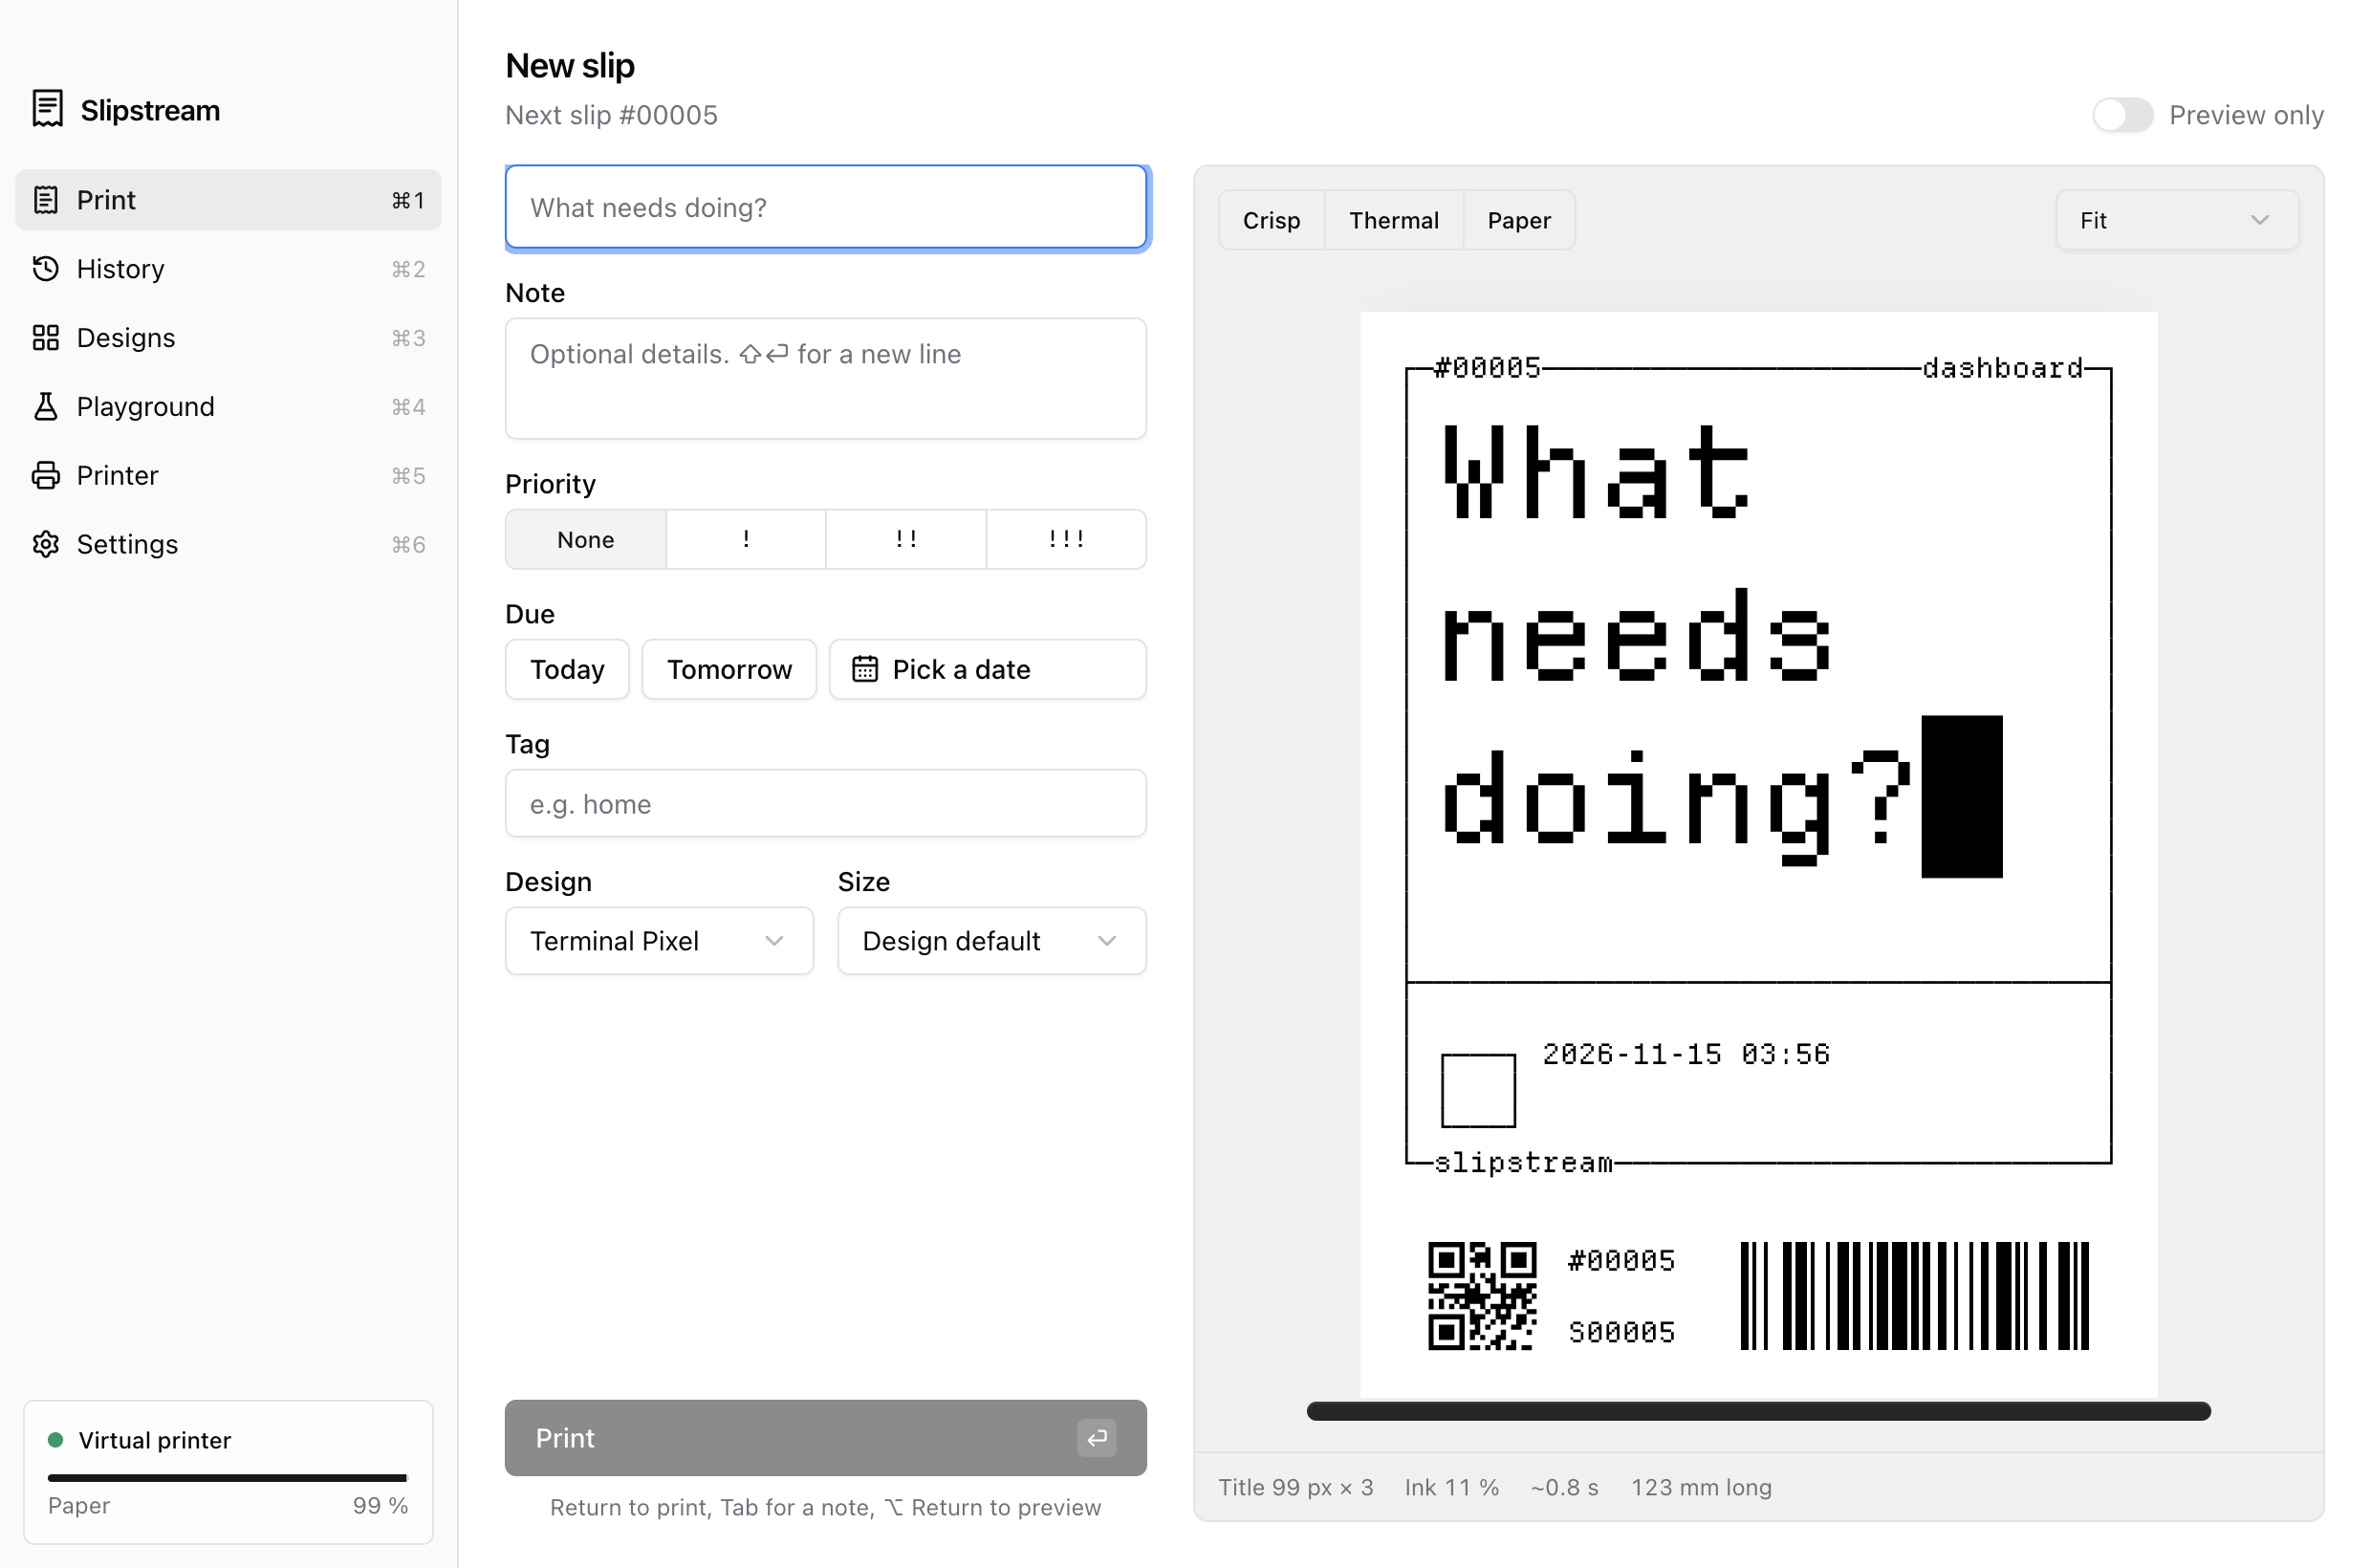 Slipstream
Print ⌘1
History ⌘2
Designs ⌘3
Playground ⌘4
Printer ⌘5
Settings ⌘6
Virtual printer
Paper 99 %
New slip
Next slip #00005
Preview only
What needs doing?
Note
Optional details. ⇧⏎ for a new line
Priority
None ! !! !!!
Due
Today Tomorrow Pick a date
Tag
e.g. home
Design Size
Terminal Pixel Design default
Print ⏎
Return to print, Tab for a note, ⌥ Return to preview
Crisp Thermal Paper Fit
#00005 dashboard
What
needs
doing?
2026-11-15 03:56
slipstream
#00005
S00005
Title 99 px × 3 Ink 11 % ~0.8 s 123 mm long